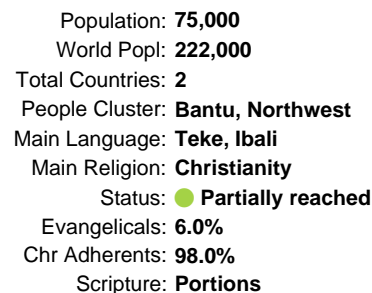 Population: 75,000
World Popl: 222,000
Total Countries: 2
People Cluster: Bantu, Northwest
Main Language: Teke, Ibali
Main Religion: Christianity
Status: Partially reached
Evangelicals: 6.0%
Chr Adherents: 98.0%
Scripture: Portions